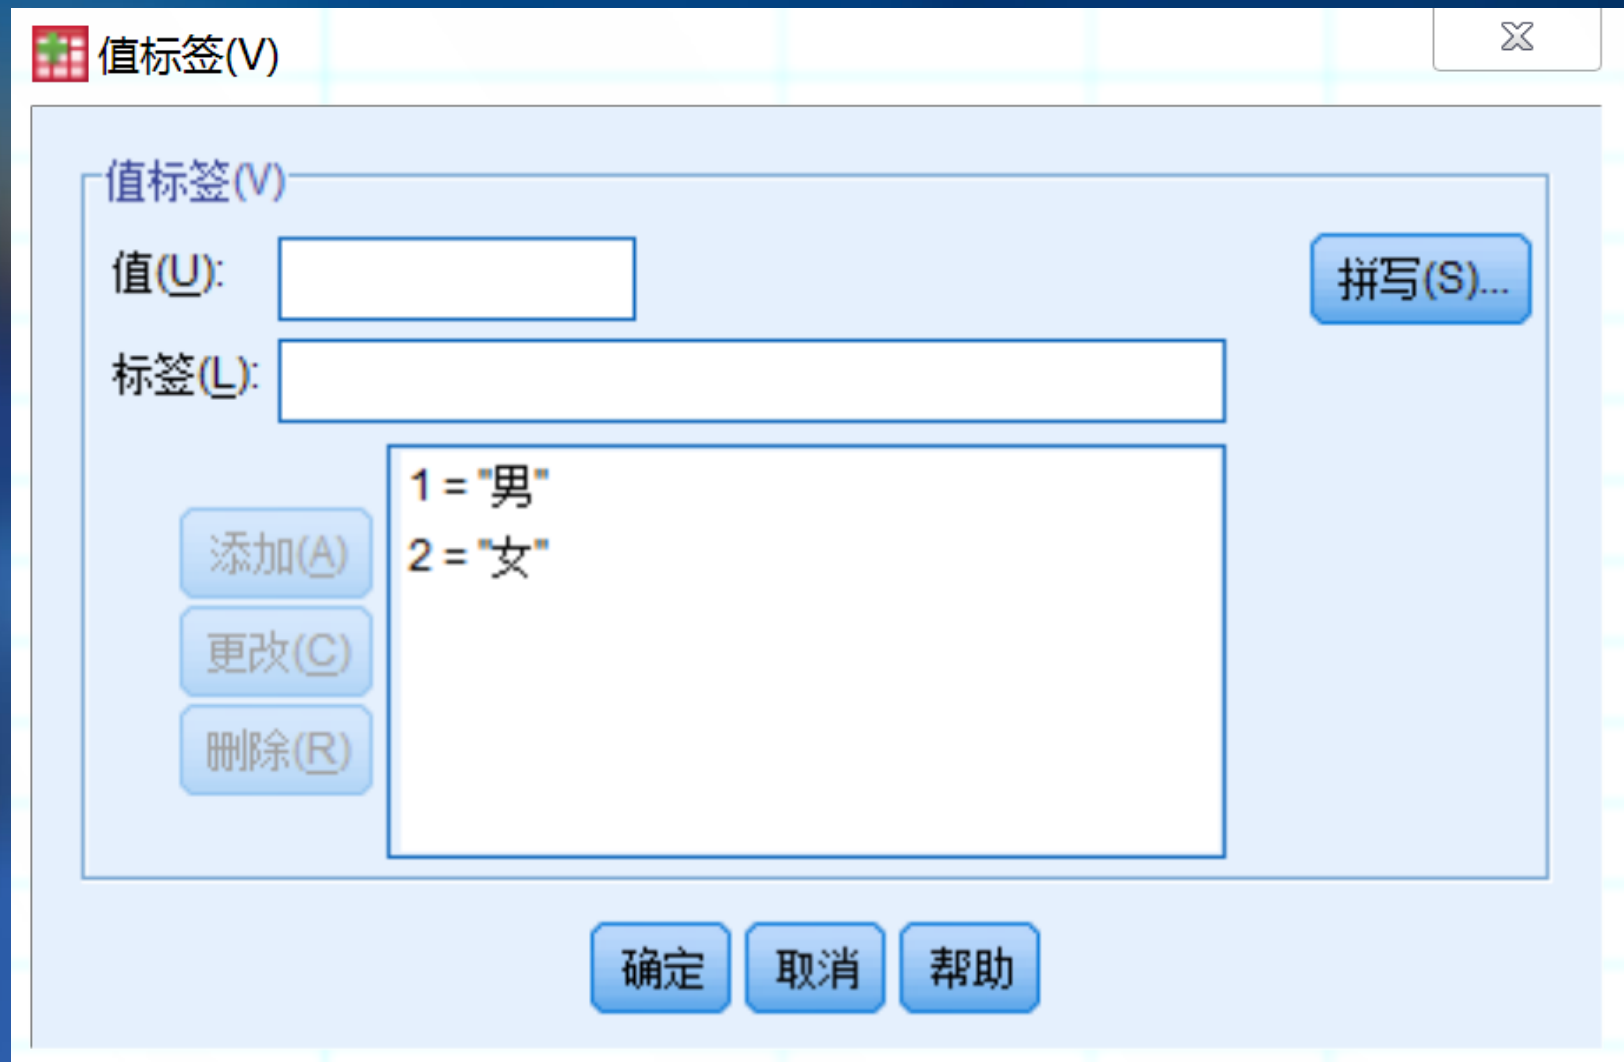 值标签(V)
值标签(V)
值(U):
拼写(S)...
标签(L):
1 = "男"
2 = "女"
添加(A)
更改(C)
删除(R)
确定 取消 帮助